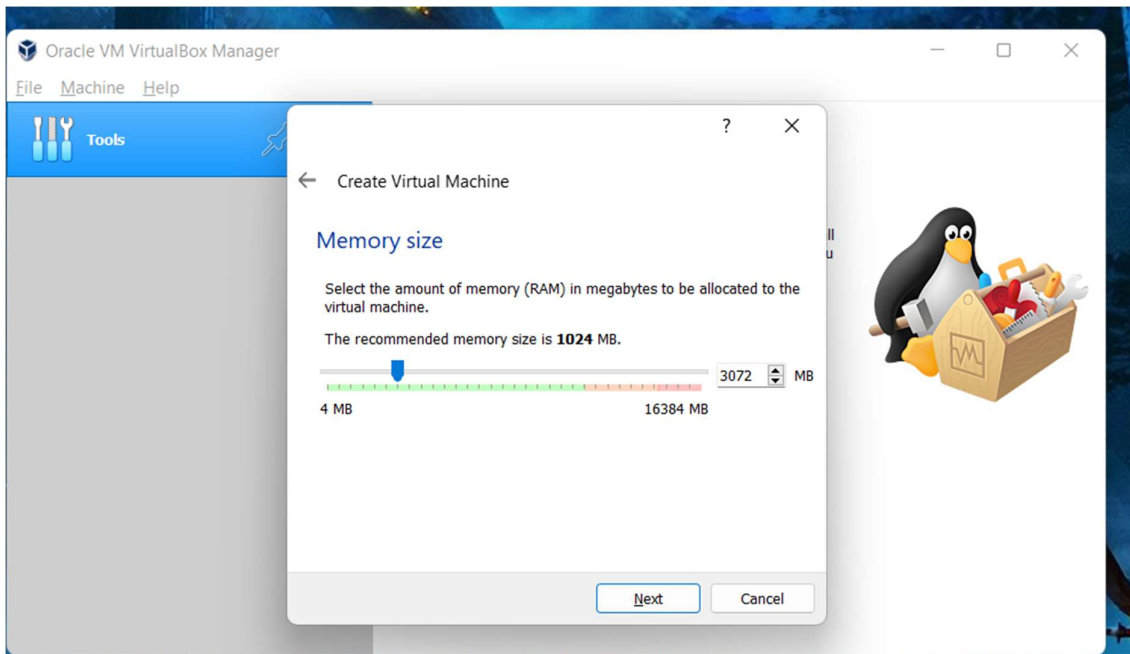 Oracle VM VirtualBox Manager
File Machine Help
Tools
?
Create Virtual Machine
Memory size
ll
u
Select the amount of memory (RAM) in megabytes to be allocated to the
virtual machine.
The recommended memory size is 1024 MB.
3072 MB
4 MB 16384 MB
Next Cancel